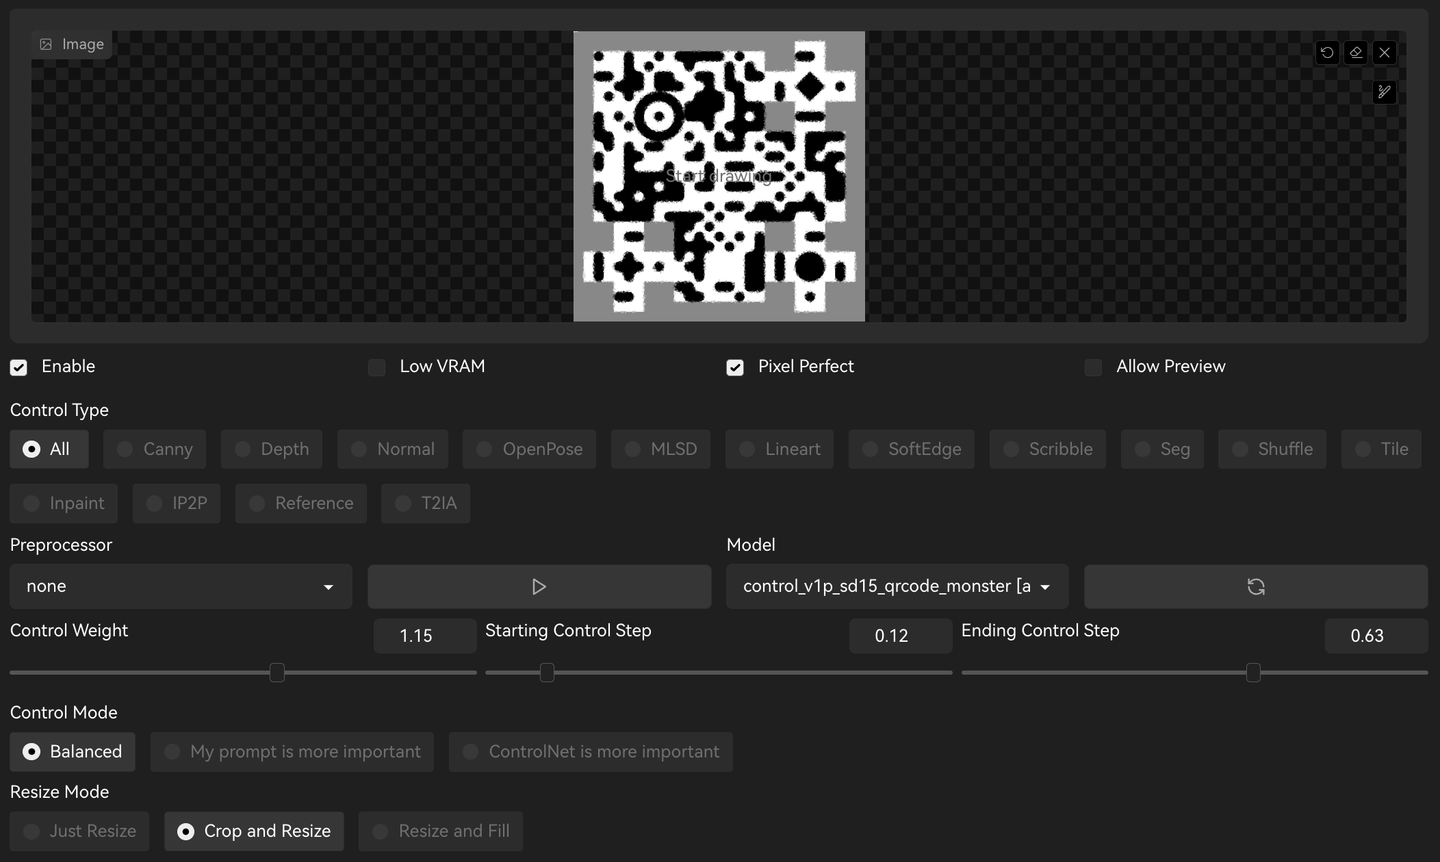 Image
Start drawing
Enable Low VRAM Pixel Perfect Allow Preview
Control Type
All Canny Depth Normal OpenPose MLSD Lineart SoftEdge Scribble Seg Shuffle Tile
Inpaint IP2P Reference T2IA
Preprocessor Model
none control_v1p_sd15_qrcode_monster [a
Control Weight 1.15 Starting Control Step 0.12 Ending Control Step 0.63
Control Mode
Balanced My prompt is more important ControlNet is more important
Resize Mode
Just Resize Crop and Resize Resize and Fill